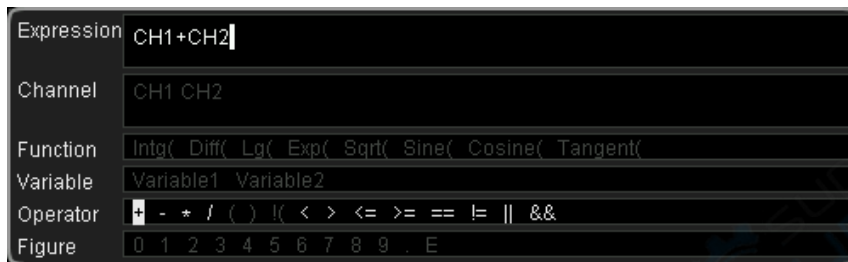 Expression CH1+CH2
Channel CH1 CH2
Function Intg( Diff( Lg( Exp( Sqrt( Sine( Cosine( Tangent(
Variable Variable1 Variable2
Operator + - * / ( ) !( < > <= >= == != || &&
Figure 0 1 2 3 4 5 6 7 8 9 . E